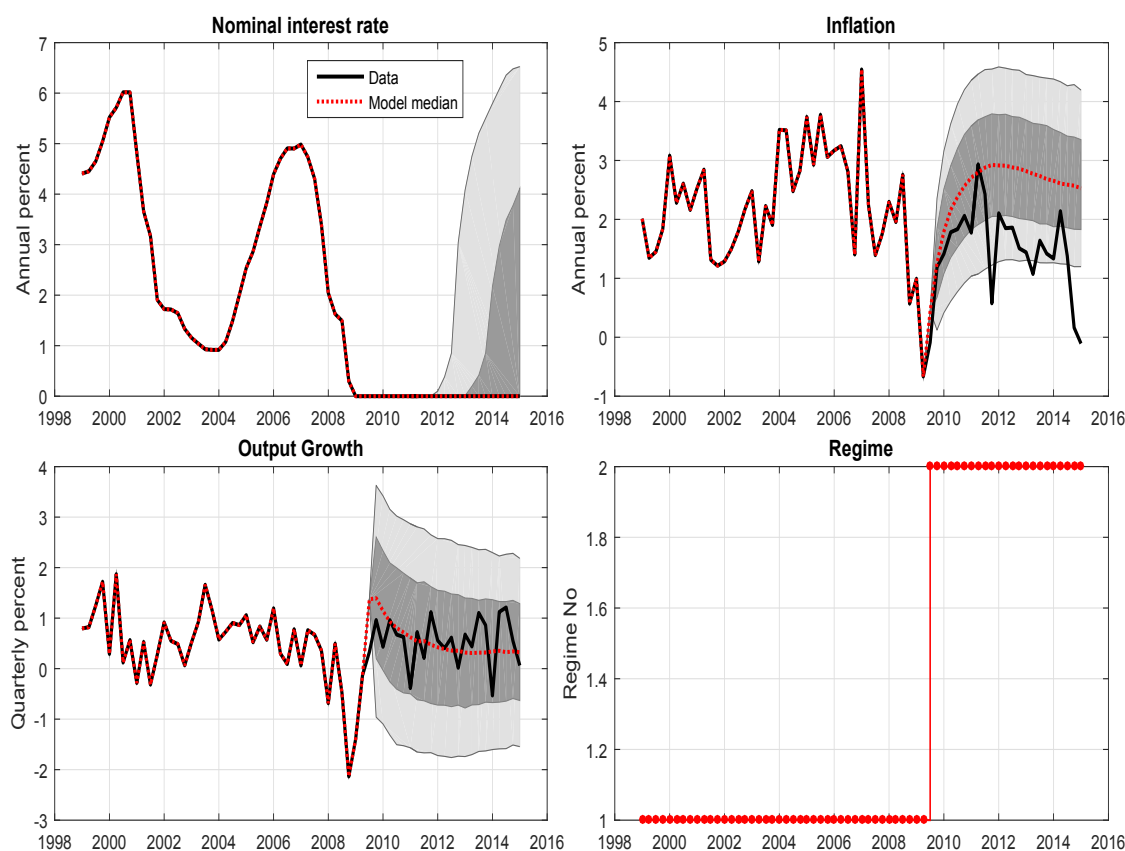 Nominal interest rate
Annual percent
7
6
5
4
3
2
1
0
Data
Model median
1998 2000 2002 2004 2006 2008 2010 2012 2014 2016
Inflation
Annual percent
5
4
3
2
1
0
-1
1998 2000 2002 2004 2006 2008 2010 2012 2014 2016
Output Growth
Quarterly percent
4
3
2
1
0
-1
-2
-3
1998 2000 2002 2004 2006 2008 2010 2012 2014 2016
Regime
Regime No
2
1.8
1.6
1.4
1.2
1
1998 2000 2002 2004 2006 2008 2010 2012 2014 2016